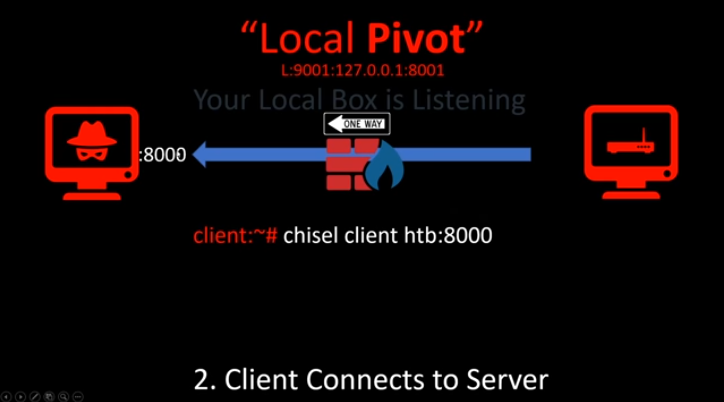 “Local Pivot”
L:9001:127.0.0.1:8001
Your Local Box is Listening
ONE WAY
:8000
client:~# chisel client htb:8000
2. Client Connects to Server